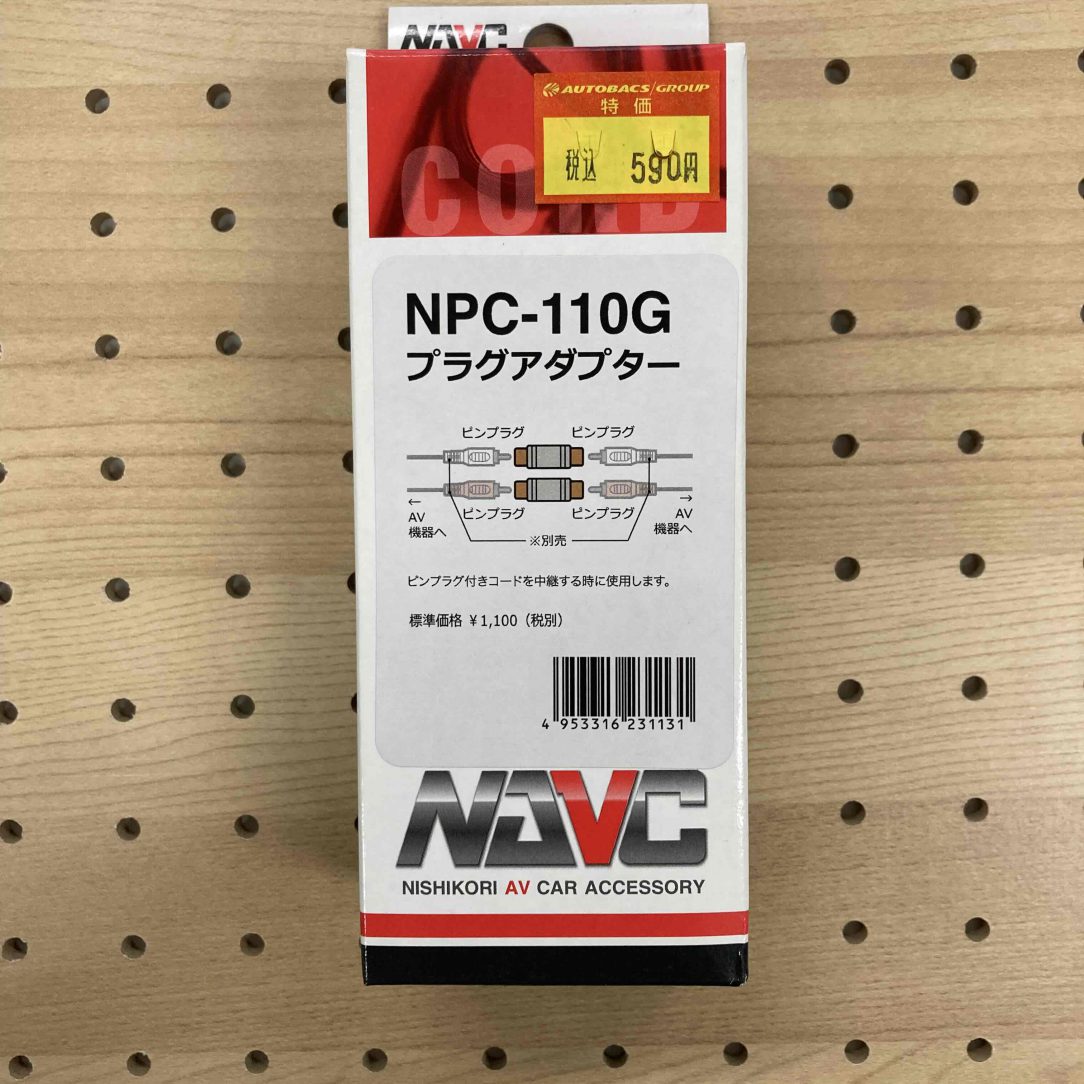 NAVC
AUTOBACS/GROUP
特価
税込 590円
CORD
NPC-110G
プラグアダプター
ピンプラグ ピンプラグ
← →
ピンプラグ ピンプラグ
AV AV
機器へ 機器へ
※別売
ピンプラグ付きコードを中継する時に使用します。
標準価格 ¥1,100（税別）
4 953316 231131
NAVC
NISHIKORI AV CAR ACCESSORY